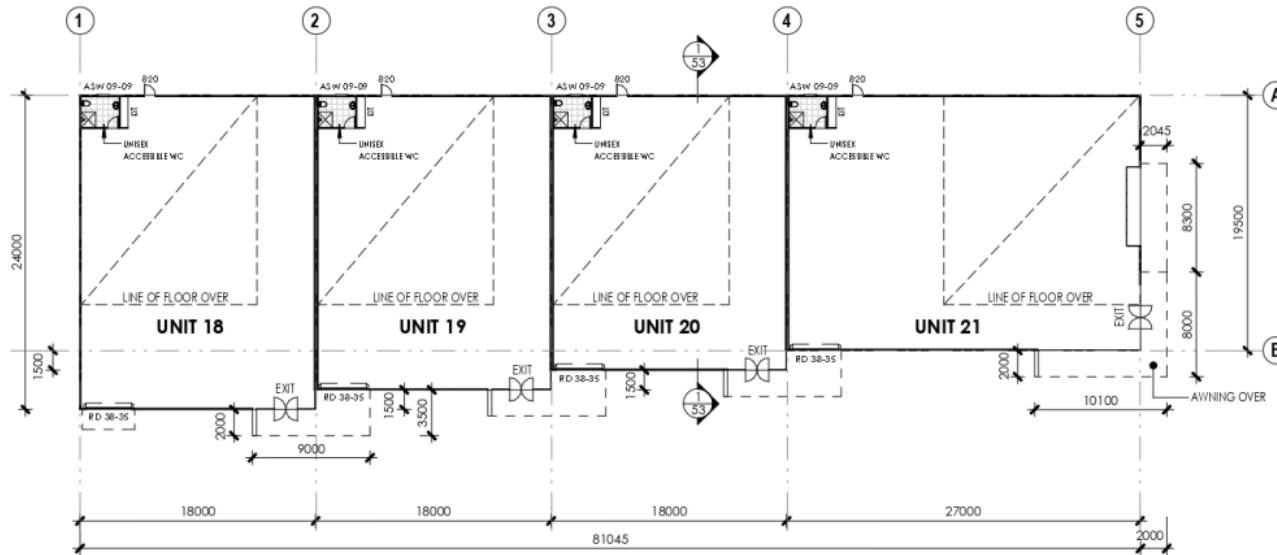 1
2
3
4
5
1
53
820
820
820
820
ASW 09-09
ASW 09-09
ASW 09-09
ASW 09-09
A
2045
UNISEX
ACCESSIBLE WC
UNISEX
ACCESSIBLE WC
UNISEX
ACCESSIBLE WC
UNISEX
ACCESSIBLE WC
24000
8300
19500
LINE OF FLOOR OVER
LINE OF FLOOR OVER
LINE OF FLOOR OVER
LINE OF FLOOR OVER
UNIT 18
UNIT 19
UNIT 20
UNIT 21
EXIT
8000
1500
B
EXIT
EXIT
EXIT
RD 38-35
RD 38-35
RD 38-35
RD 38-35
2000
1500
1500
3500
2000
1
53
10100
AWNING OVER
9000
18000
18000
18000
27000
81045
2000